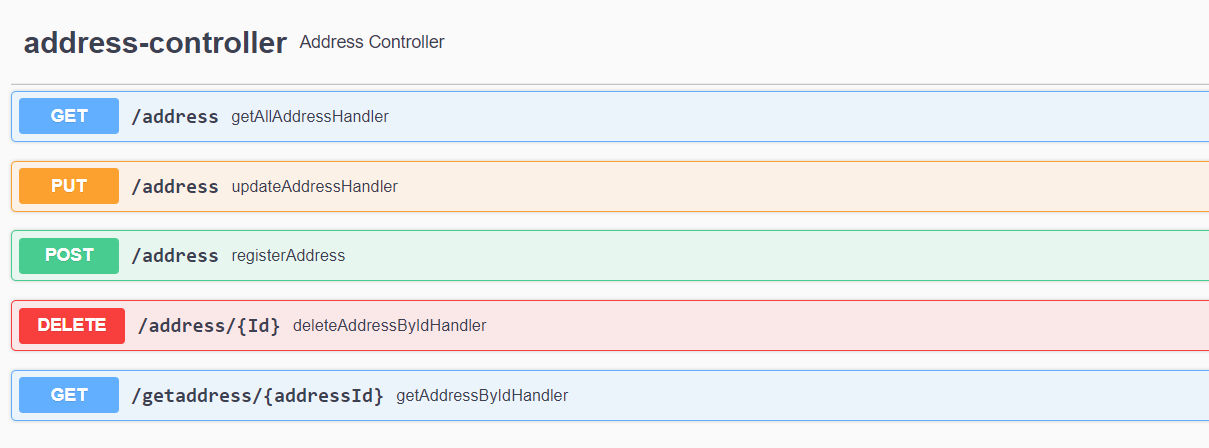 address-controller Address Controller
GET /address getAllAddressHandler
PUT /address updateAddressHandler
POST /address registerAddress
DELETE /address/{Id} deleteAddressByIdHandler
GET /getaddress/{addressId} getAddressByIdHandler